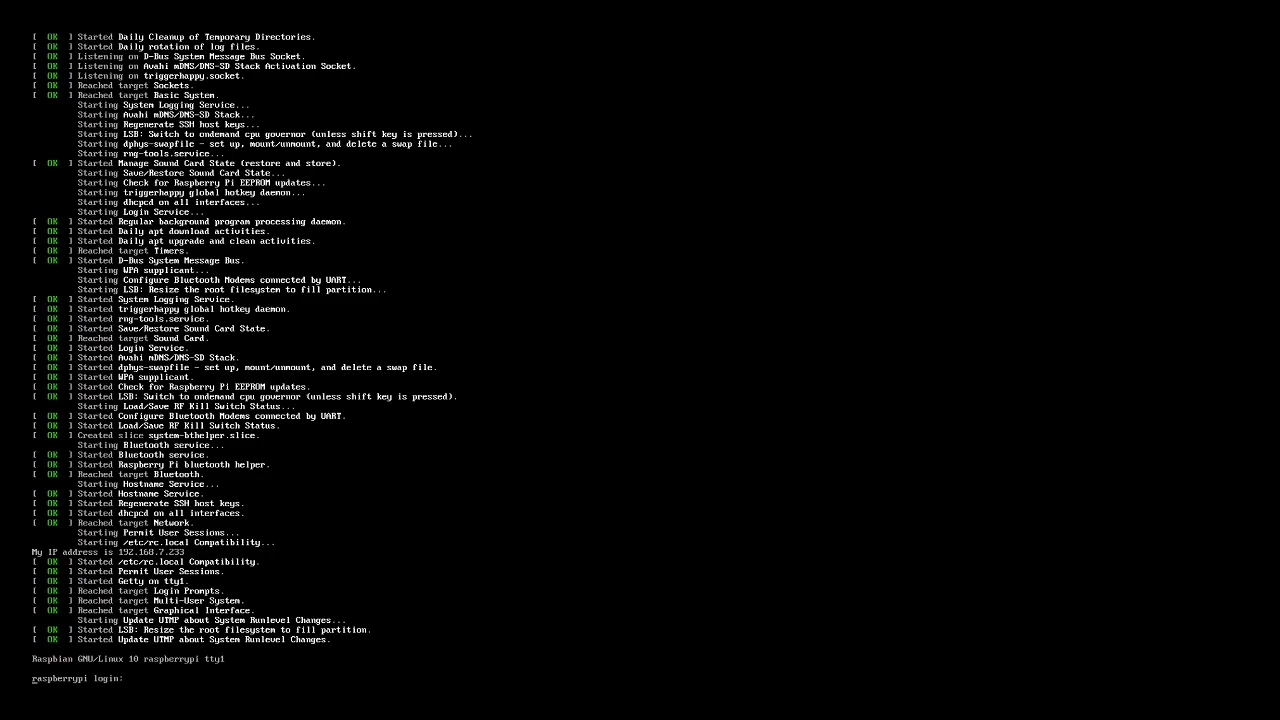 [  OK  ] Started Daily Cleanup of Temporary Directories.
[  OK  ] Started Daily rotation of log files.
[  OK  ] Listening on D-Bus System Message Bus Socket.
[  OK  ] Listening on Avahi mDNS/DNS-SD Stack Activation Socket.
[  OK  ] Listening on triggerhappy.socket.
[  OK  ] Reached target Sockets.
[  OK  ] Reached target Basic System.
Starting System Logging Service...
Starting Avahi mDNS/DNS-SD Stack...
Starting Regenerate SSH host keys...
Starting LSB: Switch to ondemand cpu governor (unless shift key is pressed)...
Starting dphys-swapfile - set up, mount/unmount, and delete a swap file...
Starting rng-tools.service...
[  OK  ] Started Manage Sound Card State (restore and store).
Starting Save/Restore Sound Card State...
Starting Check for Raspberry Pi EEPROM updates...
Starting triggerhappy global hotkey daemon...
Starting dhcpcd on all interfaces...
Starting Login Service...
[  OK  ] Started Regular background program processing daemon.
[  OK  ] Started Daily apt download activities.
[  OK  ] Started Daily apt upgrade and clean activities.
[  OK  ] Reached target Timers.
[  OK  ] Started D-Bus System Message Bus.
Starting WPA supplicant...
Starting Configure Bluetooth Modems connected by UART...
Starting LSB: Resize the root filesystem to fill partition...
[  OK  ] Started System Logging Service.
[  OK  ] Started triggerhappy global hotkey daemon.
[  OK  ] Started rng-tools.service.
[  OK  ] Started Save/Restore Sound Card State.
[  OK  ] Reached target Sound Card.
[  OK  ] Started Login Service.
[  OK  ] Started Avahi mDNS/DNS-SD Stack.
[  OK  ] Started dphys-swapfile - set up, mount/unmount, and delete a swap file.
[  OK  ] Started WPA supplicant.
[  OK  ] Started Check for Raspberry Pi EEPROM updates.
[  OK  ] Started LSB: Switch to ondemand cpu governor (unless shift key is pressed).
Starting Load/Save RF Kill Switch Status...
[  OK  ] Started Configure Bluetooth Modems connected by UART.
[  OK  ] Started Load/Save RF Kill Switch Status.
[  OK  ] Created slice system-bthelper.slice.
Starting Bluetooth service...
[  OK  ] Started Bluetooth service.
[  OK  ] Started Raspberry Pi bluetooth helper.
[  OK  ] Reached target Bluetooth.
Starting Hostname Service...
[  OK  ] Started Hostname Service.
[  OK  ] Started Regenerate SSH host keys.
[  OK  ] Started dhcpcd on all interfaces.
[  OK  ] Reached target Network.
Starting Permit User Sessions...
Starting /etc/rc.local Compatibility...
My IP address is 192.168.7.233
[  OK  ] Started /etc/rc.local Compatibility.
[  OK  ] Started Permit User Sessions.
[  OK  ] Started Getty on tty1.
[  OK  ] Reached target Login Prompts.
[  OK  ] Reached target Multi-User System.
[  OK  ] Reached target Graphical Interface.
Starting Update UTMP about System Runlevel Changes...
[  OK  ] Started LSB: Resize the root filesystem to fill partition.
[  OK  ] Started Update UTMP about System Runlevel Changes.
Raspbian GNU/Linux 10 raspberrypi tty1
raspberrypi login: